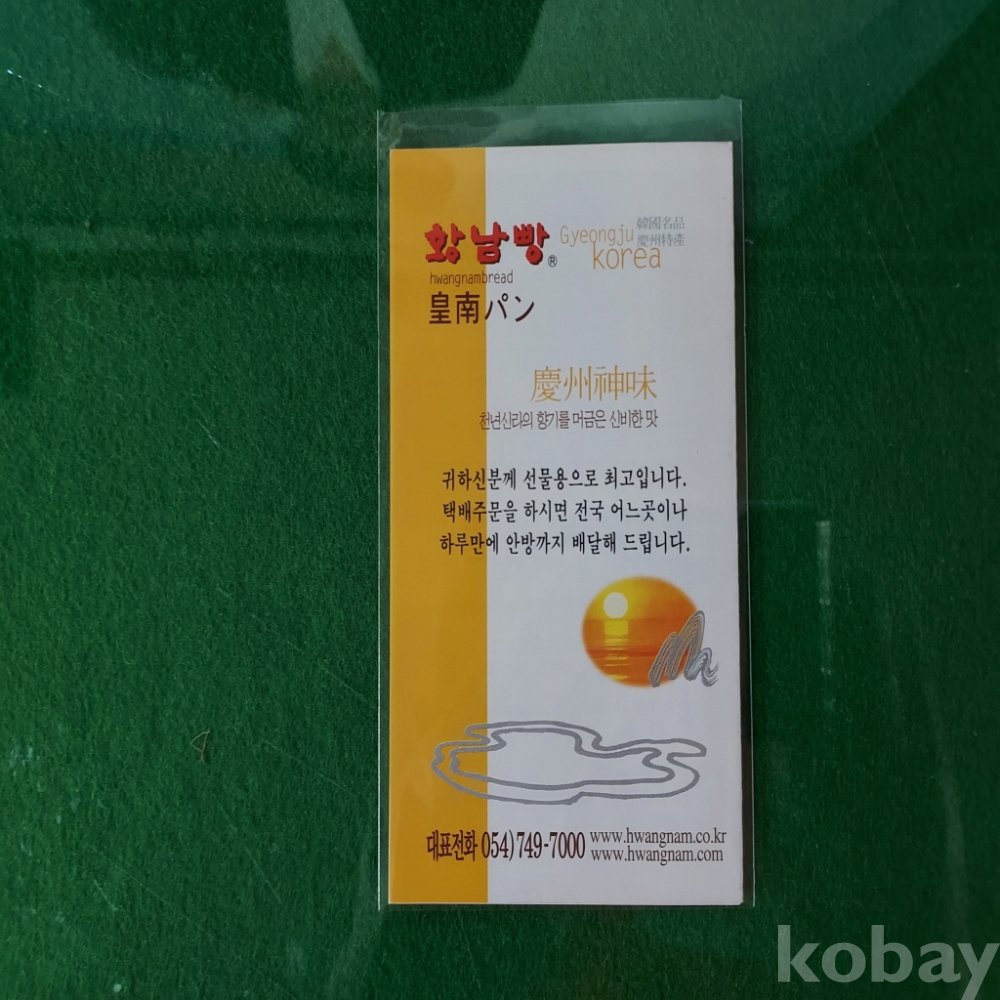 황남빵®
Gyeongju
korea
韓國名品
慶州特產
hwangnambread
皇南パン
慶州神味
천년신라의 향기를 머금은 신비한 맛
귀하신분께 선물용으로 최고입니다.
택배주문을 하시면 전국 어느곳이나
하루만에 안방까지 배달해 드립니다.
대표전화 054)749-7000
www.hwangnam.co.kr
www.hwangnam.com
kobay